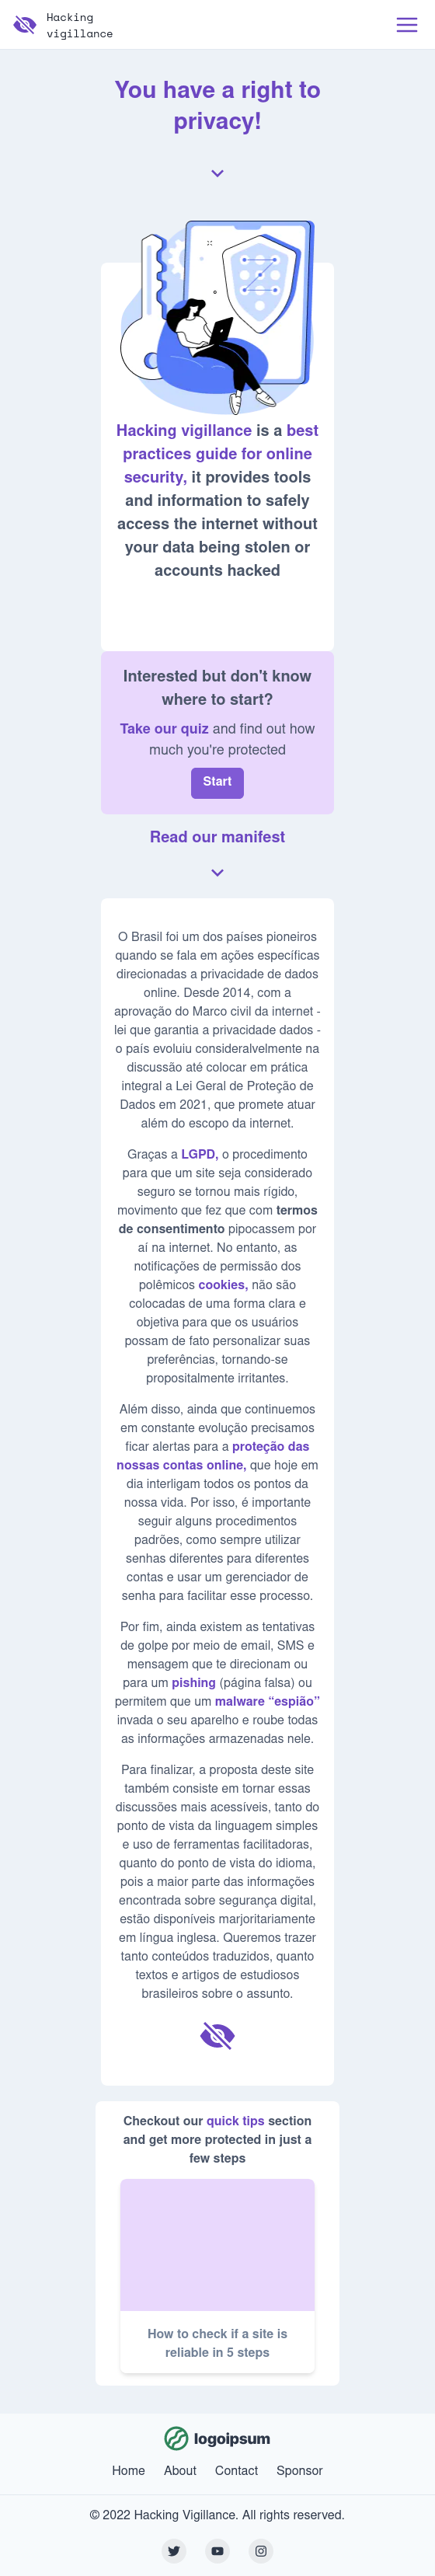 Hacking
vigillance
You have a right to
privacy!
Hacking vigillance is a best
practices guide for online
security, it provides tools
and information to safely
access the internet without
your data being stolen or
accounts hacked
Interested but don't know
where to start?
Take our quiz and find out how
much you're protected
Start
Read our manifest
O Brasil foi um dos países pioneiros
quando se fala em ações específicas
direcionadas a privacidade de dados
online. Desde 2014, com a
aprovação do Marco civil da internet -
lei que garantia a privacidade dados -
o país evoluiu consideralvelmente na
discussão até colocar em prática
integral a Lei Geral de Proteção de
Dados em 2021, que promete atuar
além do escopo da internet.
Graças a LGPD, o procedimento
para que um site seja considerado
seguro se tornou mais rígido,
movimento que fez que com termos
de consentimento pipocassem por
aí na internet. No entanto, as
notificações de permissão dos
polêmicos cookies, não são
colocadas de uma forma clara e
objetiva para que os usuários
possam de fato personalizar suas
preferências, tornando-se
propositalmente irritantes.
Além disso, ainda que continuemos
em constante evolução precisamos
ficar alertas para a proteção das
nossas contas online, que hoje em
dia interligam todos os pontos da
nossa vida. Por isso, é importante
seguir alguns procedimentos
padrões, como sempre utilizar
senhas diferentes para diferentes
contas e usar um gerenciador de
senha para facilitar esse processo.
Por fim, ainda existem as tentativas
de golpe por meio de email, SMS e
mensagem que te direcionam ou
para um pishing (página falsa) ou
permitem que um malware “espião”
invada o seu aparelho e roube todas
as informações armazenadas nele.
Para finalizar, a proposta deste site
também consiste em tornar essas
discussões mais acessíveis, tanto do
ponto de vista da linguagem simples
e uso de ferramentas facilitadoras,
quanto do ponto de vista do idioma,
pois a maior parte das informações
encontrada sobre segurança digital,
estão disponíveis marjoritariamente
em língua inglesa. Queremos trazer
tanto conteúdos traduzidos, quanto
textos e artigos de estudiosos
brasileiros sobre o assunto.
Checkout our quick tips section
and get more protected in just a
few steps
How to check if a site is
reliable in 5 steps
logoipsum
Home About Contact Sponsor
© 2022 Hacking Vigillance. All rights reserved.